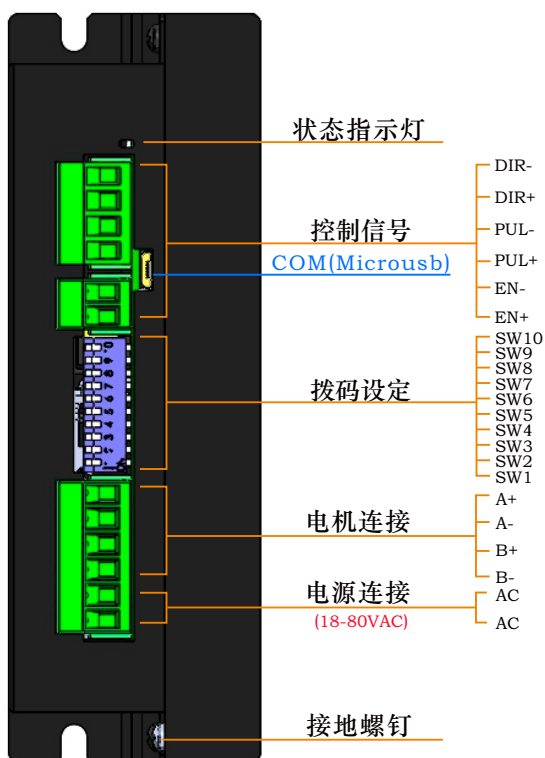 状态指示灯
控制信号
COM(Microusb)
DIR-
DIR+
PUL-
PUL+
EN-
EN+
拨码设定
SW10
SW9
SW8
SW7
SW6
SW5
SW4
SW3
SW2
SW1
电机连接
A+
A-
B+
B-
电源连接
(18-80VAC)
AC
AC
接地螺钉